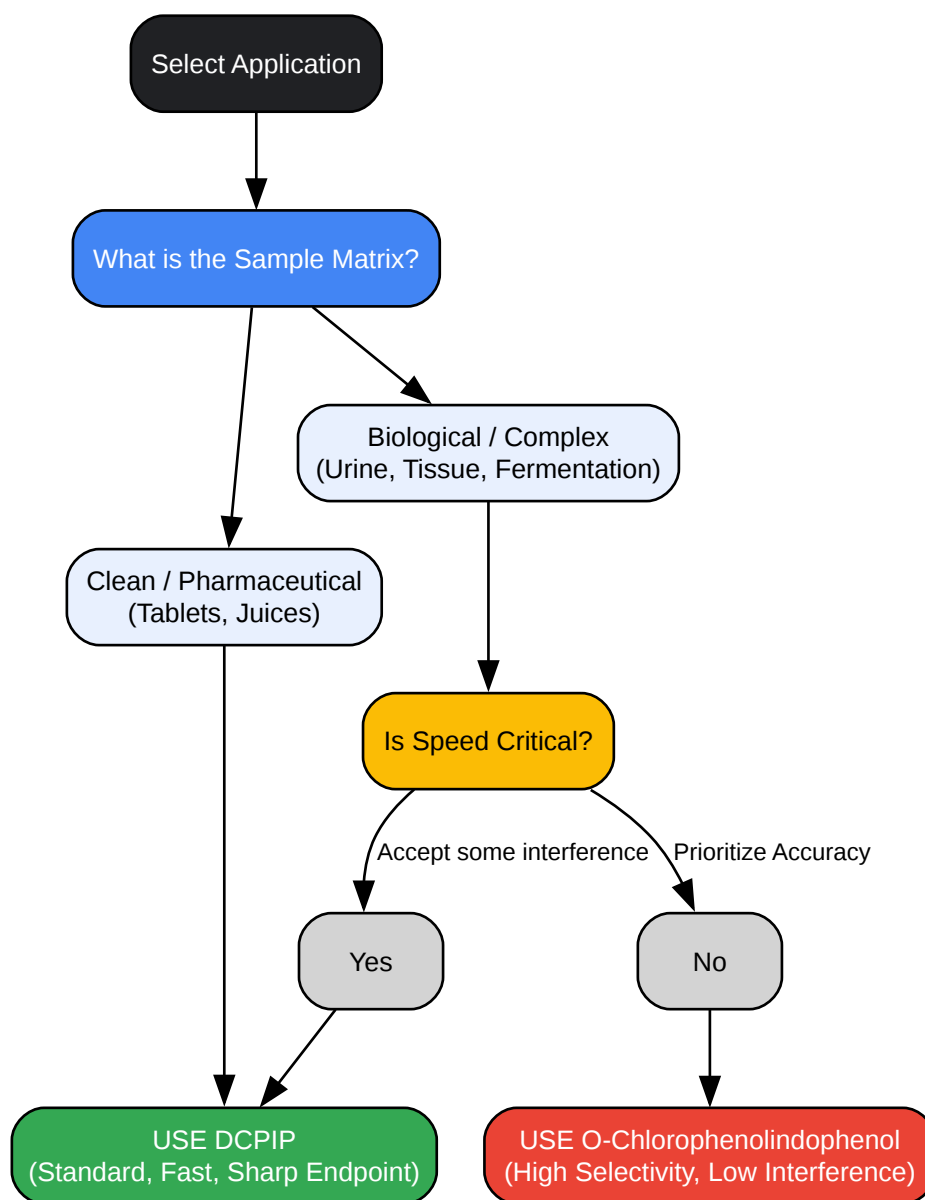 Select Application
What is the Sample Matrix?
Biological / Complex
(Urine, Tissue, Fermentation)
Clean / Pharmaceutical
(Tablets, Juices)
Is Speed Critical?
Accept some interference
Prioritize Accuracy
Yes
No
USE DCPIP
(Standard, Fast, Sharp Endpoint)
USE O-Chlorophenolindophenol
(High Selectivity, Low Interference)